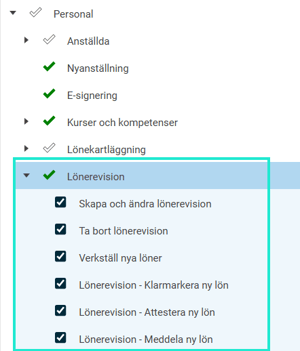 Personal
Anställda
Nyanställning
E-signering
Kurser och kompetenser
Lönekartläggning
Lönerevision
Skapa och ändra lönerevision
Ta bort lönerevision
Verkställ nya löner
Lönerevision - Klarmarkera ny lön
Lönerevision - Attestera ny lön
Lönerevision - Meddela ny lön